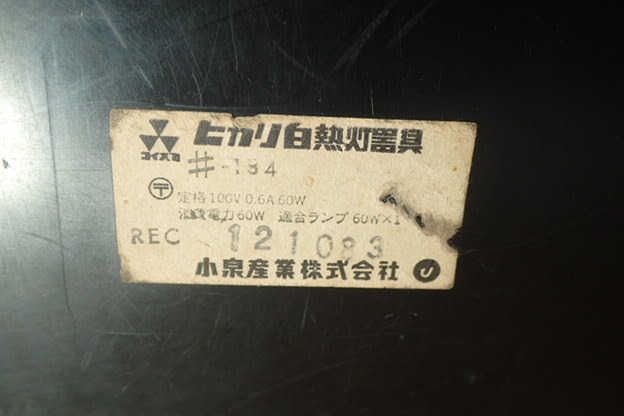 コイズミ
ヒカリ白熱灯器具
#-184
〒
定格100V 0.6A 60W
消費電力60W 適合ランプ 60W×1
REC 121083
小泉産業株式会社 J